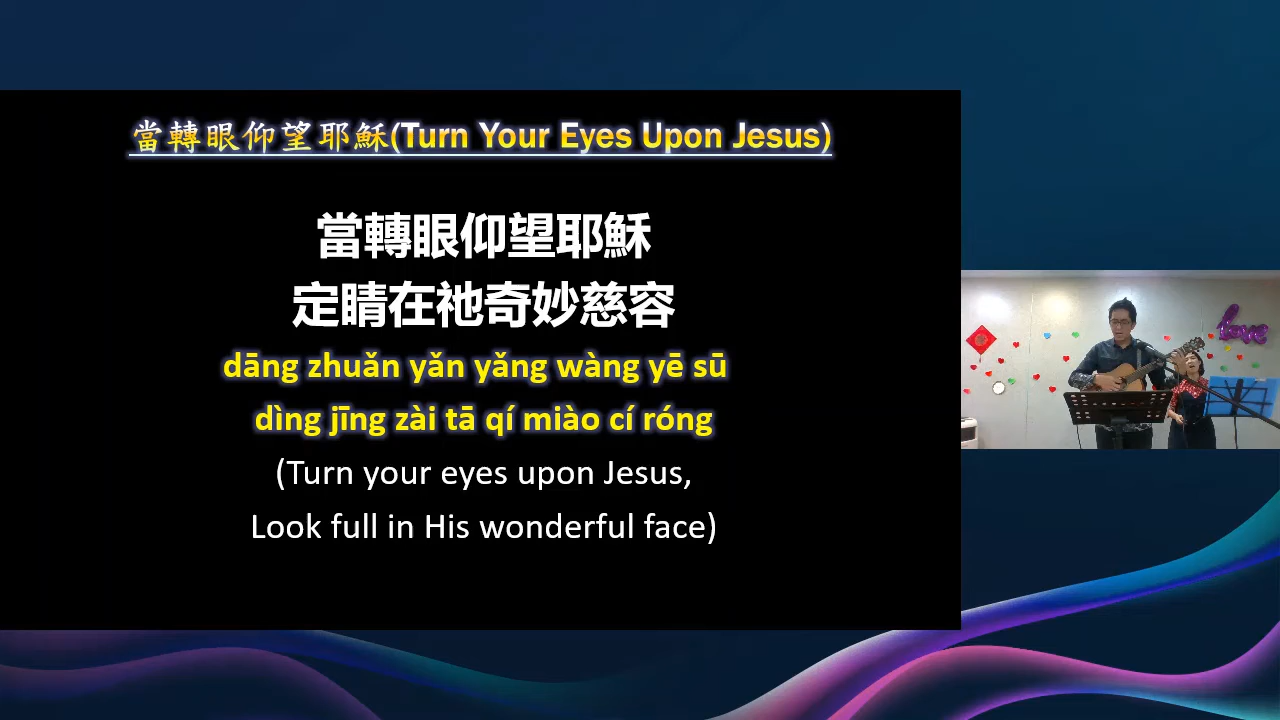 當轉眼仰望耶穌(Turn Your Eyes Upon Jesus)
當轉眼仰望耶穌
定睛在祂奇妙慈容
dāng zhuǎn yǎn yǎng wàng yē sū
dìng jīng zài tā qí miào cí róng
(Turn your eyes upon Jesus,
Look full in His wonderful face)
love